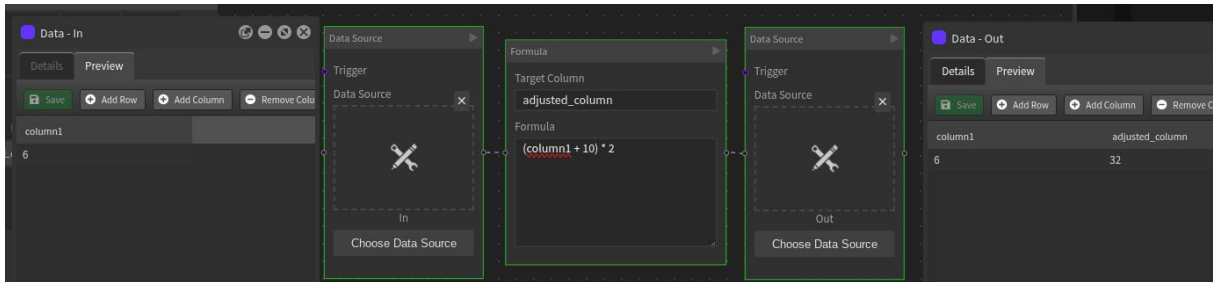 Data - In
Details Preview
Save Add Row Add Column Remove Colu
column1
6
Data Source
Trigger
Data Source
In
Choose Data Source
Formula
Target Column
adjusted_column
Formula
(column1 + 10) * 2
Data Source
Trigger
Data Source
Out
Choose Data Source
Data - Out
Details Preview
Save Add Row Add Column Remove C
column1 adjusted_column
6 32